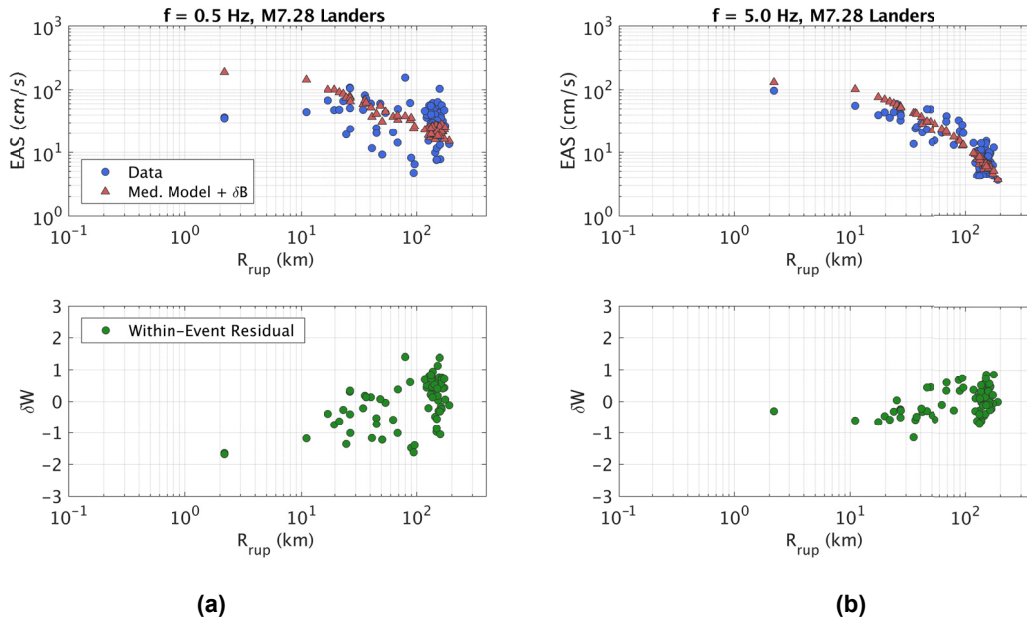 f = 0.5 Hz, M7.28 Landers
10³
10²
10¹
10⁰
EAS (cm/s)
Data
Med. Model + δB
10⁻¹ 10⁰ 10¹ 10²
R_rup (km)
3
2
1
0
−1
−2
−3
δW
Within-Event Residual
10⁻¹ 10⁰ 10¹ 10²
R_rup (km)
(a)
f = 5.0 Hz, M7.28 Landers
10³
10²
10¹
10⁰
EAS (cm/s)
10⁻¹ 10⁰ 10¹ 10²
R_rup (km)
3
2
1
0
−1
−2
−3
δW
10⁻¹ 10⁰ 10¹ 10²
R_rup (km)
(b)